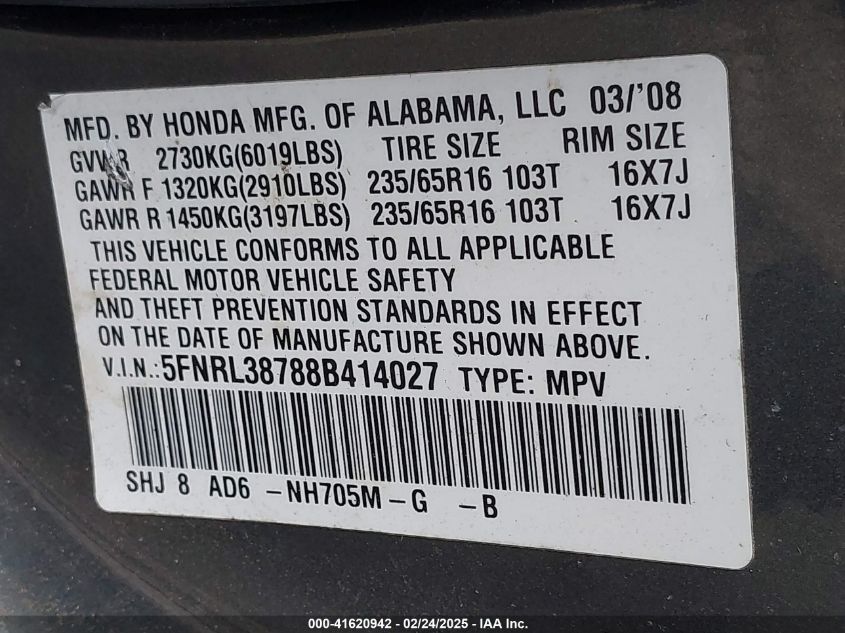 MFD. BY HONDA MFG. OF ALABAMA, LLC 03/'08
GVWR 2730KG(6019LBS) TIRE SIZE RIM SIZE
GAWR F 1320KG(2910LBS) 235/65R16 103T 16X7J
GAWR R 1450KG(3197LBS) 235/65R16 103T 16X7J
THIS VEHICLE CONFORMS TO ALL APPLICABLE
FEDERAL MOTOR VEHICLE SAFETY
AND THEFT PREVENTION STANDARDS IN EFFECT
ON THE DATE OF MANUFACTURE SHOWN ABOVE.
V.I.N.:5FNRL38788B414027 TYPE: MPV
SHJ 8 AD6 -NH705M-G -B
000-41620942 - 02/24/2025 - IAA Inc.